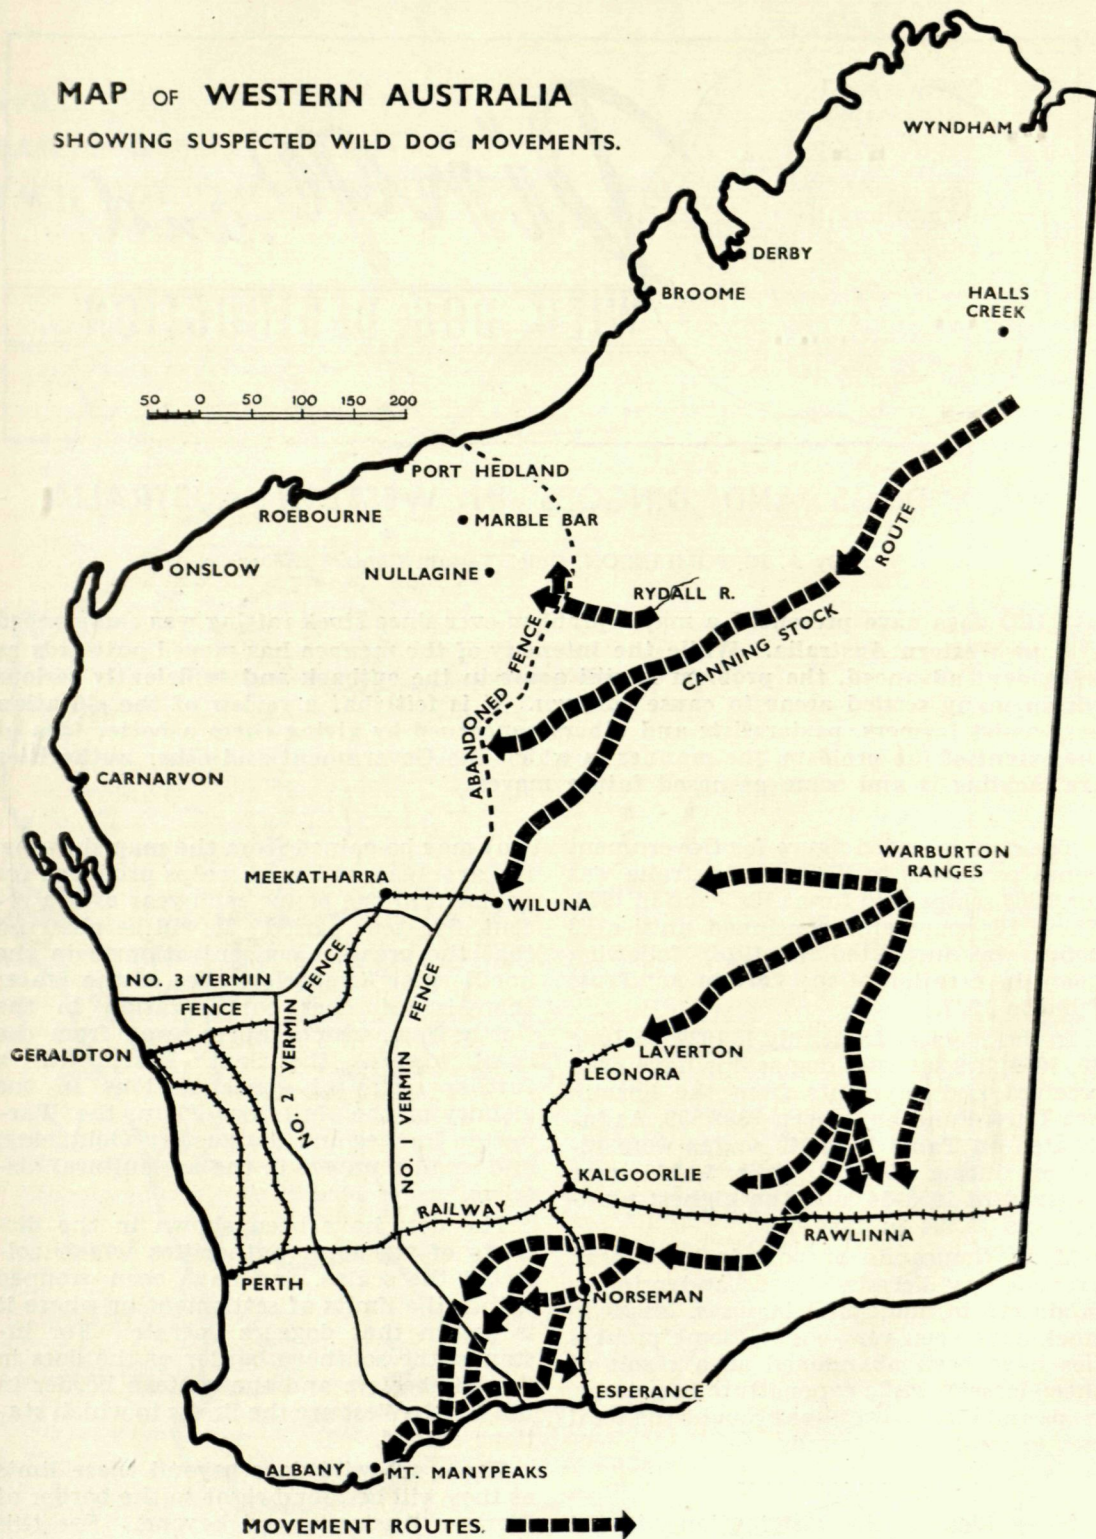 MAP OF WESTERN AUSTRALIA
SHOWING SUSPECTED WILD DOG MOVEMENTS.
WYNDHAM
DERBY
BROOME
HALLS
CREEK
50 0 50 100 150 200
PORT HEDLAND
ROEBOURNE
MARBLE BAR
ROUTE
ONSLOW
NULLAGINE
RYDALL R.
CANNING STOCK
ABANDONED FENCE
CARNARVON
WARBURTON
RANGES
MEEKATHARRA
WILUNA
NO. 3 VERMIN
FENCE
FENCE
FENCE
GERALDTON
NO. 2 VERMIN
NO. 1 VERMIN
LAVERTON
LEONORA
KALGOORLIE
RAILWAY
RAWLINNA
PERTH
NORSEMAN
ESPERANCE
ALBANY
MT. MANYPEAKS
MOVEMENT ROUTES.